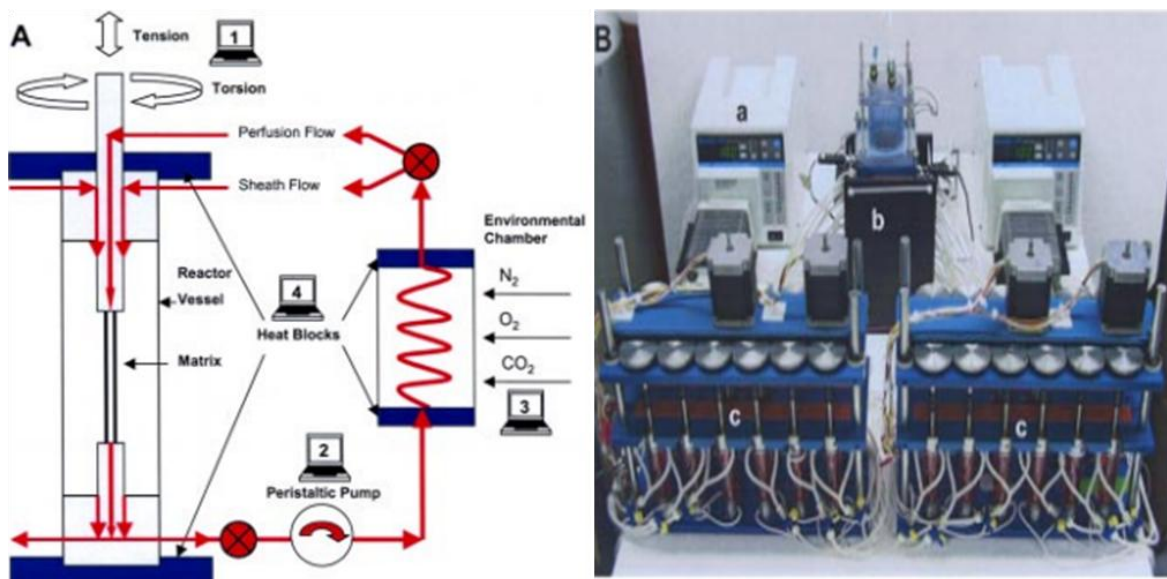 A
Tension
1
Torsion
Perfusion Flow
Sheath Flow
Environmental
Chamber
Reactor
Vessel
4
Heat Blocks
N₂
O₂
CO₂
Matrix
3
2
Peristaltic Pump
B
a
b
c
c